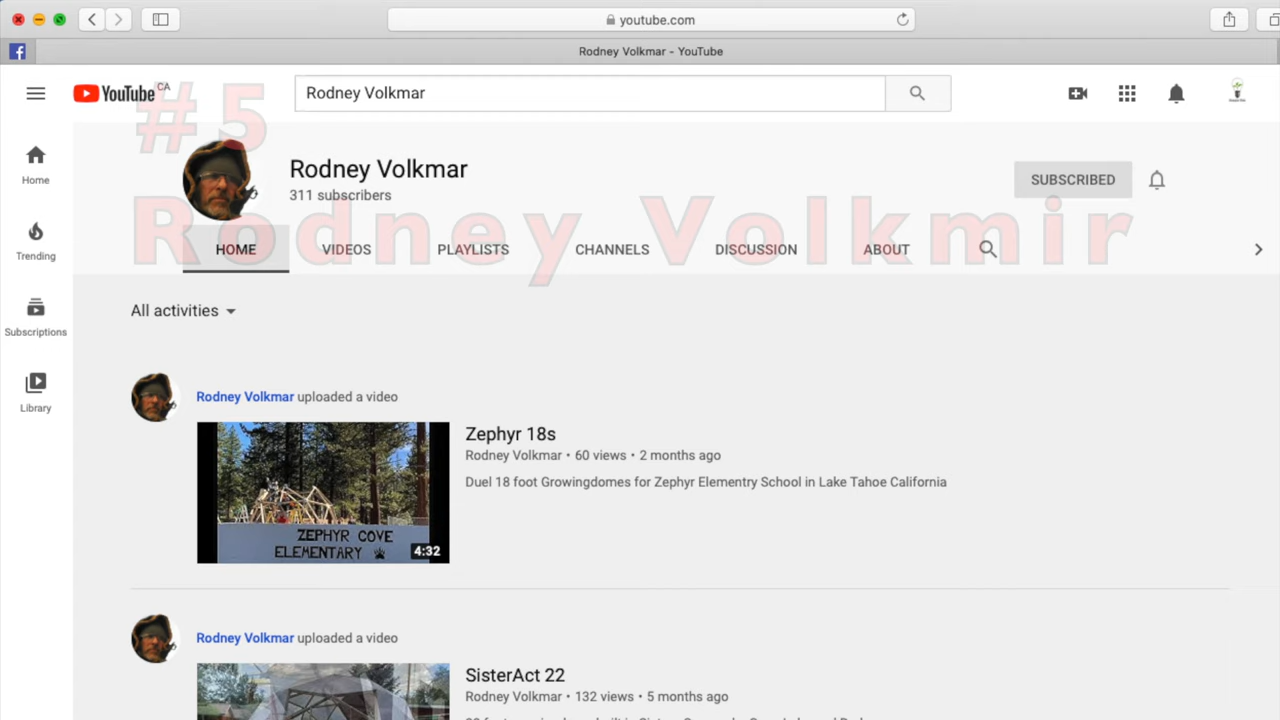 youtube.com
Rodney Volkmar - YouTube
YouTube CA
Rodney Volkmar
#5
Rodney Volkmar
311 subscribers
SUBSCRIBED
Rodney Volkmir
HOME VIDEOS PLAYLISTS CHANNELS DISCUSSION ABOUT
Home
Trending
Subscriptions
Library
All activities
Rodney Volkmar uploaded a video
ZEPHYR COVE
ELEMENTARY
4:32
Zephyr 18s
Rodney Volkmar • 60 views • 2 months ago
Duel 18 foot Growingdomes for Zephyr Elementry School in Lake Tahoe California
Rodney Volkmar uploaded a video
SisterAct 22
Rodney Volkmar • 132 views • 5 months ago